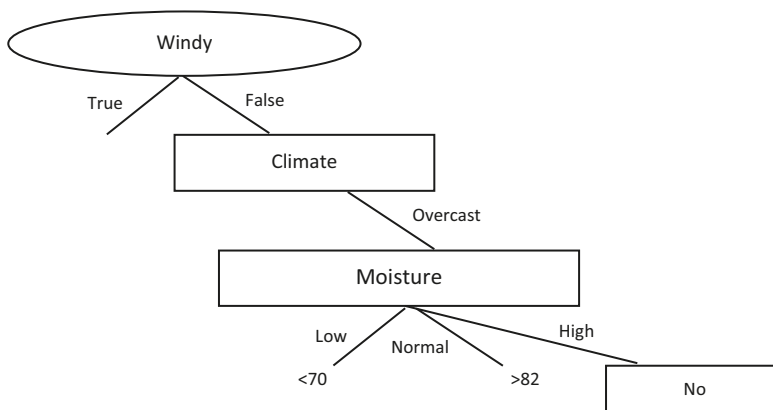 Windy
True
False
Climate
Overcast
Moisture
Low
Normal
High
<70
>82
No